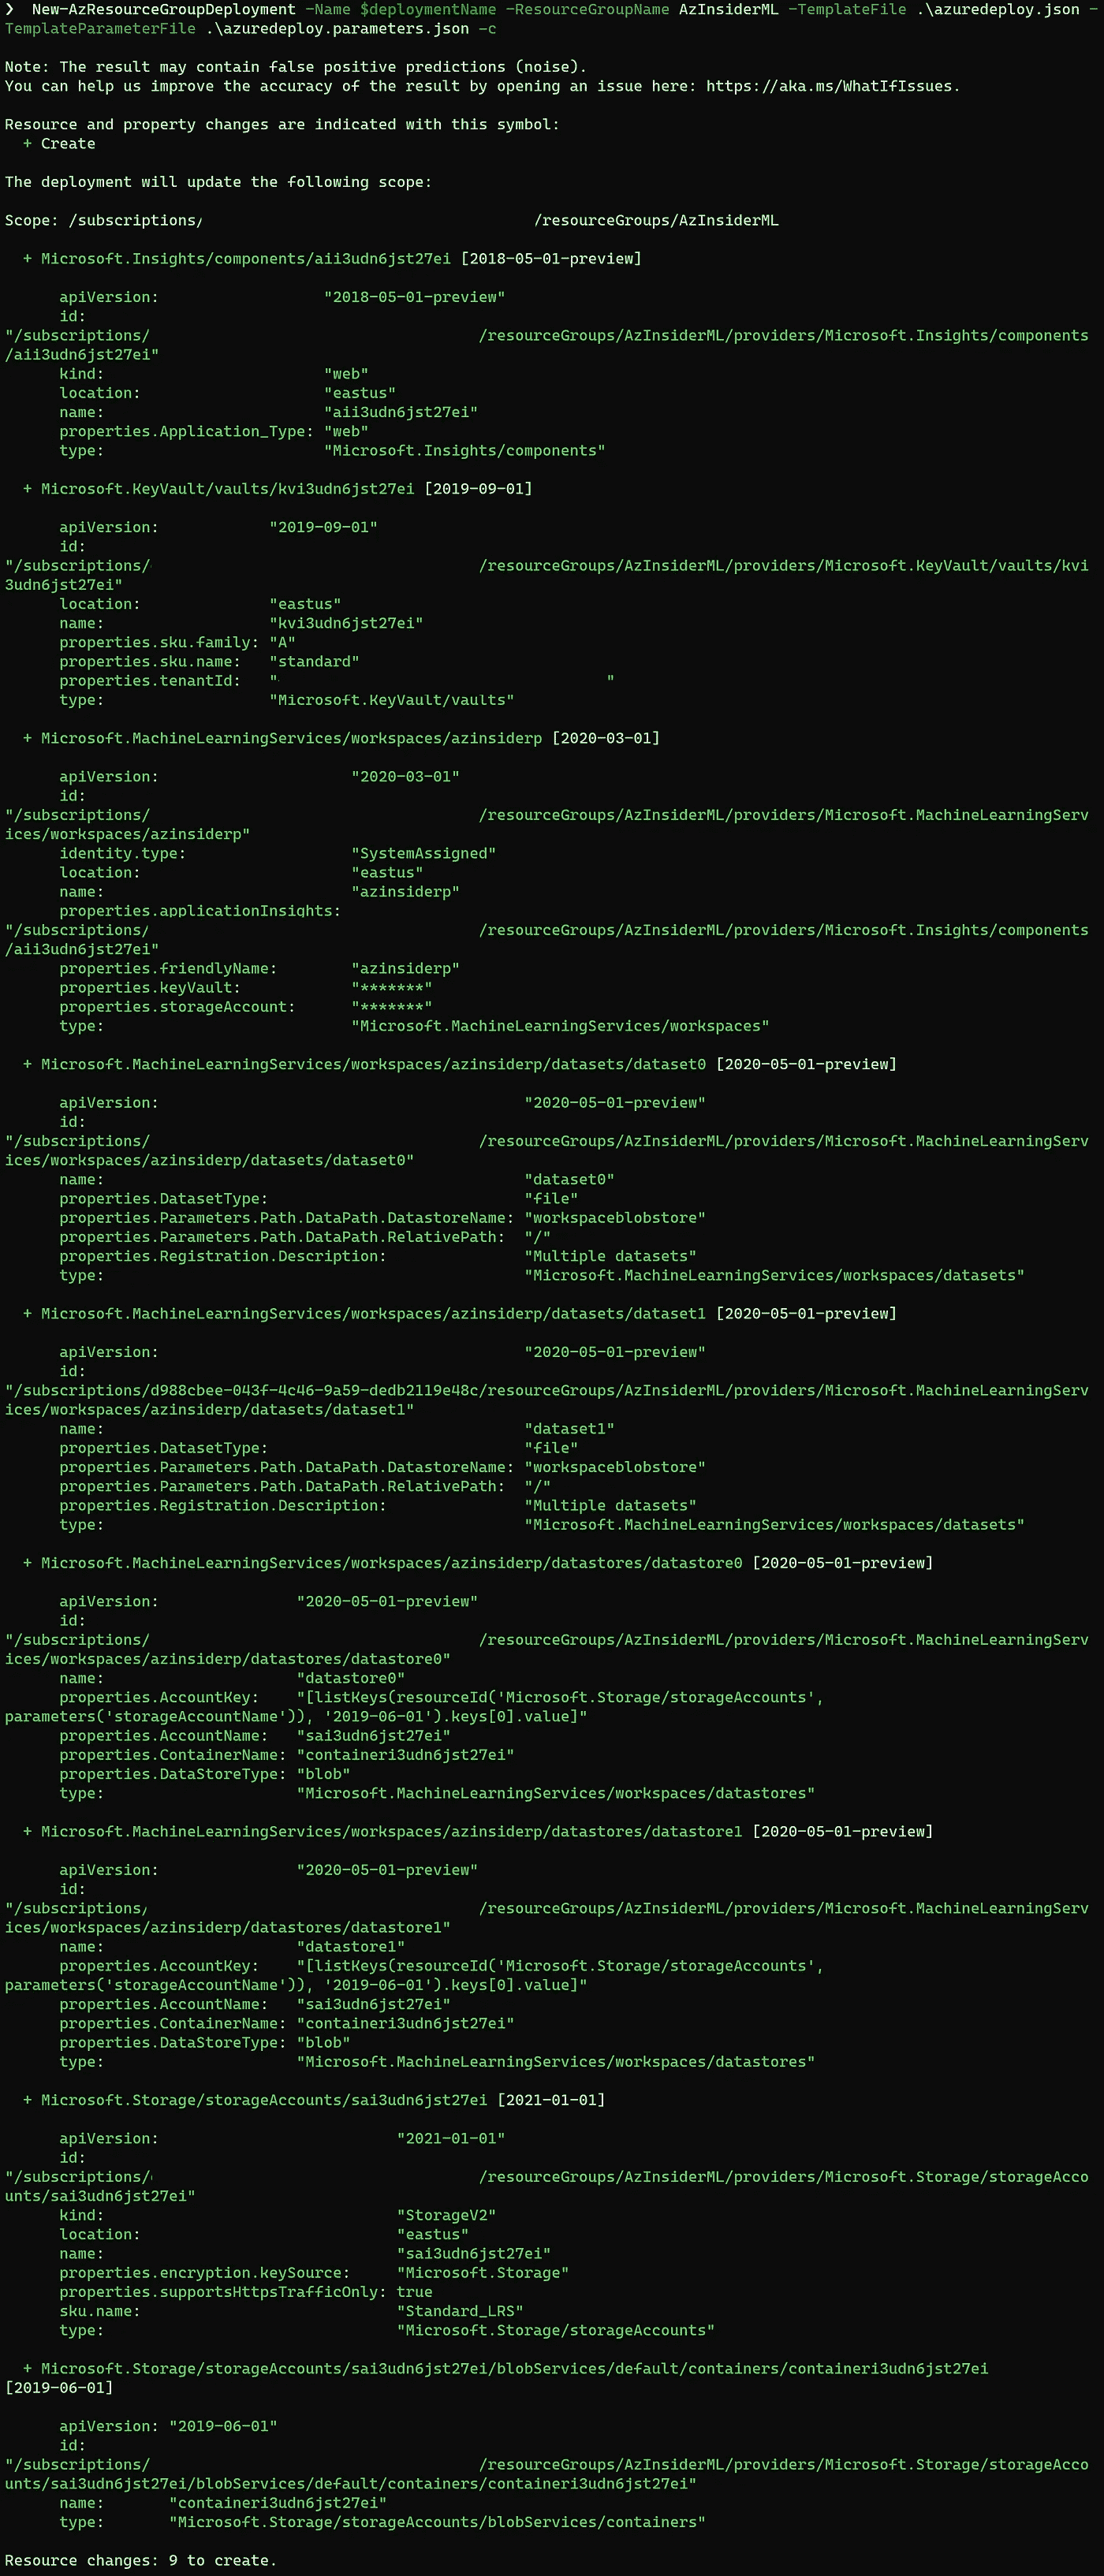 ❯  New-AzResourceGroupDeployment -Name $deploymentName -ResourceGroupName AzInsiderML -TemplateFile .\azuredeploy.json -
TemplateParameterFile .\azuredeploy.parameters.json -c
Note: The result may contain false positive predictions (noise).
You can help us improve the accuracy of the result by opening an issue here: https://aka.ms/WhatIfIssues.
Resource and property changes are indicated with this symbol:
  + Create
The deployment will update the following scope:
Scope: /subscriptions/ /resourceGroups/AzInsiderML
  + Microsoft.Insights/components/aii3udn6jst27ei [2018-05-01-preview]
      apiVersion: "2018-05-01-preview"
      id:
"/subscriptions/ /resourceGroups/AzInsiderML/providers/Microsoft.Insights/components
/aii3udn6jst27ei"
      kind: "web"
      location: "eastus"
      name: "aii3udn6jst27ei"
      properties.Application_Type: "web"
      type: "Microsoft.Insights/components"
  + Microsoft.KeyVault/vaults/kvi3udn6jst27ei [2019-09-01]
      apiVersion: "2019-09-01"
      id:
"/subscriptions/ /resourceGroups/AzInsiderML/providers/Microsoft.KeyVault/vaults/kvi
3udn6jst27ei"
      location: "eastus"
      name: "kvi3udn6jst27ei"
      properties.sku.family: "A"
      properties.sku.name: "standard"
      properties.tenantId: " "
      type: "Microsoft.KeyVault/vaults"
  + Microsoft.MachineLearningServices/workspaces/azinsiderp [2020-03-01]
      apiVersion: "2020-03-01"
      id:
"/subscriptions/ /resourceGroups/AzInsiderML/providers/Microsoft.MachineLearningServ
ices/workspaces/azinsiderp"
      identity.type: "SystemAssigned"
      location: "eastus"
      name: "azinsiderp"
      properties.applicationInsights:
"/subscriptions/ /resourceGroups/AzInsiderML/providers/Microsoft.Insights/components
/aii3udn6jst27ei"
      properties.friendlyName: "azinsiderp"
      properties.keyVault: "*******"
      properties.storageAccount: "*******"
      type: "Microsoft.MachineLearningServices/workspaces"
  + Microsoft.MachineLearningServices/workspaces/azinsiderp/datasets/dataset0 [2020-05-01-preview]
      apiVersion: "2020-05-01-preview"
      id:
"/subscriptions/ /resourceGroups/AzInsiderML/providers/Microsoft.MachineLearningServ
ices/workspaces/azinsiderp/datasets/dataset0"
      name: "dataset0"
      properties.DatasetType: "file"
      properties.Parameters.Path.DataPath.DatastoreName: "workspaceblobstore"
      properties.Parameters.Path.DataPath.RelativePath: "/"
      properties.Registration.Description: "Multiple datasets"
      type: "Microsoft.MachineLearningServices/workspaces/datasets"
  + Microsoft.MachineLearningServices/workspaces/azinsiderp/datasets/dataset1 [2020-05-01-preview]
      apiVersion: "2020-05-01-preview"
      id:
"/subscriptions/d988cbee-043f-4c46-9a59-dedb2119e48c/resourceGroups/AzInsiderML/providers/Microsoft.MachineLearningServ
ices/workspaces/azinsiderp/datasets/dataset1"
      name: "dataset1"
      properties.DatasetType: "file"
      properties.Parameters.Path.DataPath.DatastoreName: "workspaceblobstore"
      properties.Parameters.Path.DataPath.RelativePath: "/"
      properties.Registration.Description: "Multiple datasets"
      type: "Microsoft.MachineLearningServices/workspaces/datasets"
  + Microsoft.MachineLearningServices/workspaces/azinsiderp/datastores/datastore0 [2020-05-01-preview]
      apiVersion: "2020-05-01-preview"
      id:
"/subscriptions/ /resourceGroups/AzInsiderML/providers/Microsoft.MachineLearningServ
ices/workspaces/azinsiderp/datastores/datastore0"
      name: "datastore0"
      properties.AccountKey: "[listKeys(resourceId('Microsoft.Storage/storageAccounts',
parameters('storageAccountName')), '2019-06-01').keys[0].value]"
      properties.AccountName: "sai3udn6jst27ei"
      properties.ContainerName: "containeri3udn6jst27ei"
      properties.DataStoreType: "blob"
      type: "Microsoft.MachineLearningServices/workspaces/datastores"
  + Microsoft.MachineLearningServices/workspaces/azinsiderp/datastores/datastore1 [2020-05-01-preview]
      apiVersion: "2020-05-01-preview"
      id:
"/subscriptions/ /resourceGroups/AzInsiderML/providers/Microsoft.MachineLearningServ
ices/workspaces/azinsiderp/datastores/datastore1"
      name: "datastore1"
      properties.AccountKey: "[listKeys(resourceId('Microsoft.Storage/storageAccounts',
parameters('storageAccountName')), '2019-06-01').keys[0].value]"
      properties.AccountName: "sai3udn6jst27ei"
      properties.ContainerName: "containeri3udn6jst27ei"
      properties.DataStoreType: "blob"
      type: "Microsoft.MachineLearningServices/workspaces/datastores"
  + Microsoft.Storage/storageAccounts/sai3udn6jst27ei [2021-01-01]
      apiVersion: "2021-01-01"
      id:
"/subscriptions/ /resourceGroups/AzInsiderML/providers/Microsoft.Storage/storageAcco
unts/sai3udn6jst27ei"
      kind: "StorageV2"
      location: "eastus"
      name: "sai3udn6jst27ei"
      properties.encryption.keySource: "Microsoft.Storage"
      properties.supportsHttpsTrafficOnly: true
      sku.name: "Standard_LRS"
      type: "Microsoft.Storage/storageAccounts"
  + Microsoft.Storage/storageAccounts/sai3udn6jst27ei/blobServices/default/containers/containeri3udn6jst27ei
[2019-06-01]
      apiVersion: "2019-06-01"
      id:
"/subscriptions/ /resourceGroups/AzInsiderML/providers/Microsoft.Storage/storageAcco
unts/sai3udn6jst27ei/blobServices/default/containers/containeri3udn6jst27ei"
      name: "containeri3udn6jst27ei"
      type: "Microsoft.Storage/storageAccounts/blobServices/containers"
Resource changes: 9 to create.